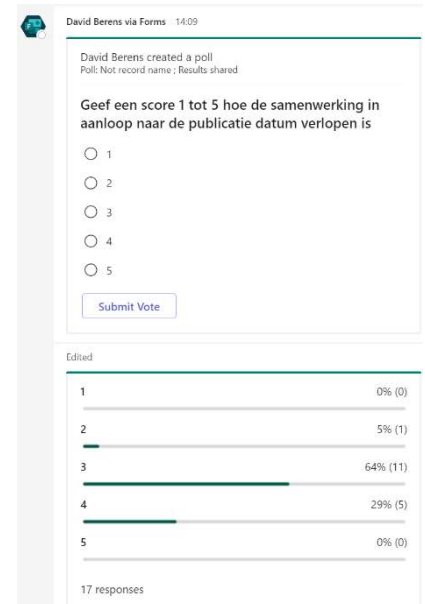 David Berens via Forms 14:09
David Berens created a poll
Poll: Not record name ; Results shared
Geef een score 1 tot 5 hoe de samenwerking in
aanloop naar de publicatie datum verlopen is
1
2
3
4
5
Submit Vote
Edited
1 0% (0)
2 5% (1)
3 64% (11)
4 29% (5)
5 0% (0)
17 responses